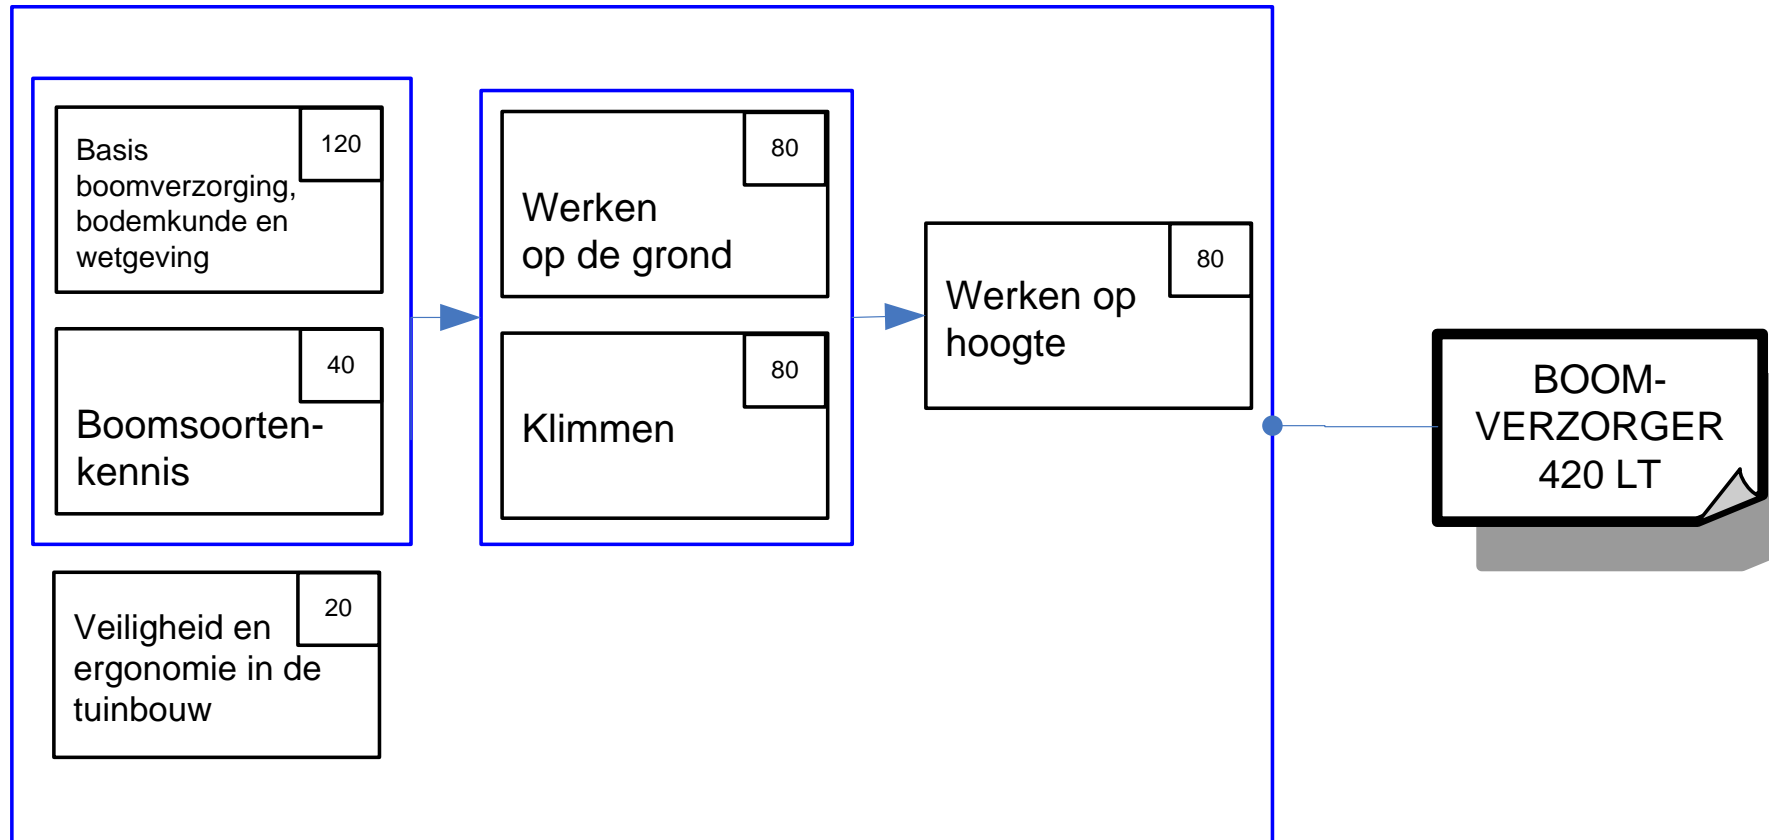 120
Basis
boomverzorging,
bodemkunde en
wetgeving
40
Boomsoorten-
kennis
20
Veiligheid en
ergonomie in de
tuinbouw
80
Werken
op de grond
80
Klimmen
80
Werken op
hoogte
BOOM-
VERZORGER
420 LT